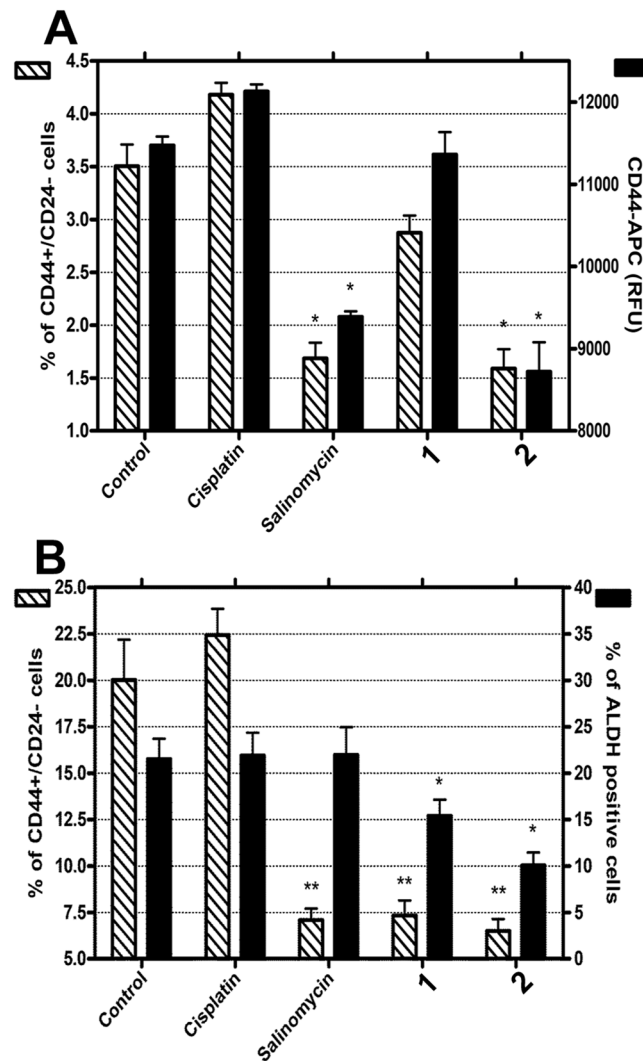 A
% of CD44+/CD24- cells
4.5
4.0
3.5
3.0
2.5
2.0
1.5
1.0
* * * *
12000
11000
10000
9000
8000
CD44-APC (RFU)
Control
Cisplatin
Salinomycin
1
2
B
% of CD44+/CD24- cells
25.0
22.5
20.0
17.5
15.0
12.5
10.0
7.5
5.0
** ** * ** *
40
35
30
25
20
15
10
5
0
% of ALDH positive cells
Control
Cisplatin
Salinomycin
1
2